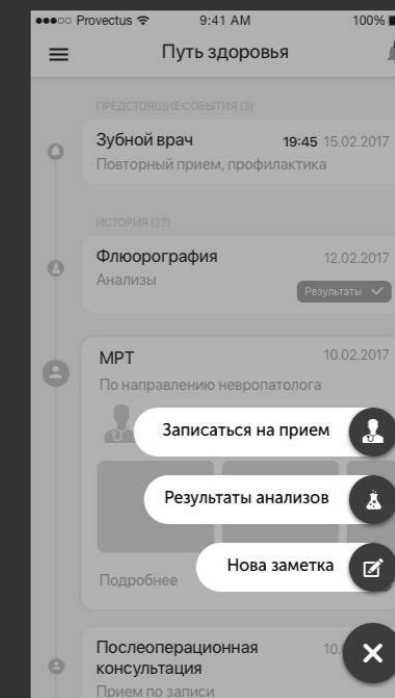 Provectus 9:41 AM 100%
Путь здоровья
ПРЕДСТОЯЩИЕ СОБЫТИЯ (3)
Зубной врач 19:45 15.02.2017
Повторный прием, профилактика
ИСТОРИЯ (27)
Флюорография 12.02.2017
Анализы
Результаты
МРТ 10.02.2017
По направлению невропатолога
Записаться на прием
Результаты анализов
Нова заметка
Подробнее
Послеоперационная 10.
консультация
Прием по записи